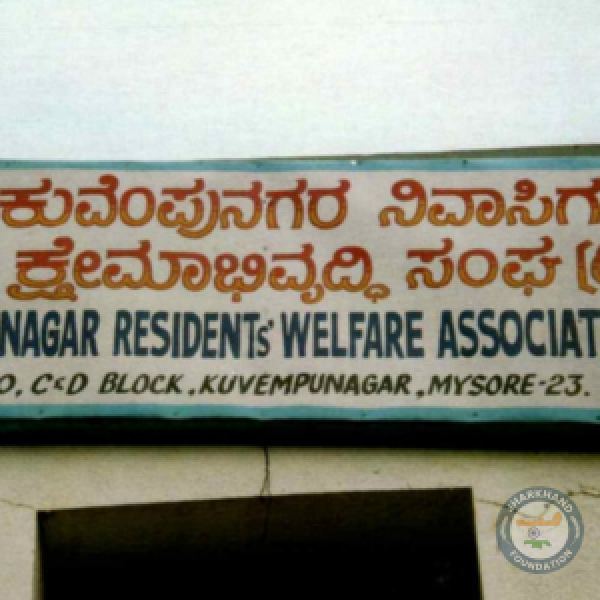 ಕುವೆಂಪುನಗರ ನಿವಾಸಿಗ
ಕ್ಷೇಮಾಭಿವೃದ್ಧಿ ಸಂಘ (
NAGAR RESIDENTs' WELFARE ASSOCIAT
O, C&D BLOCK, KUVEMPUNAGAR, MYSORE-23.
JHARKHAND
FOUNDATION